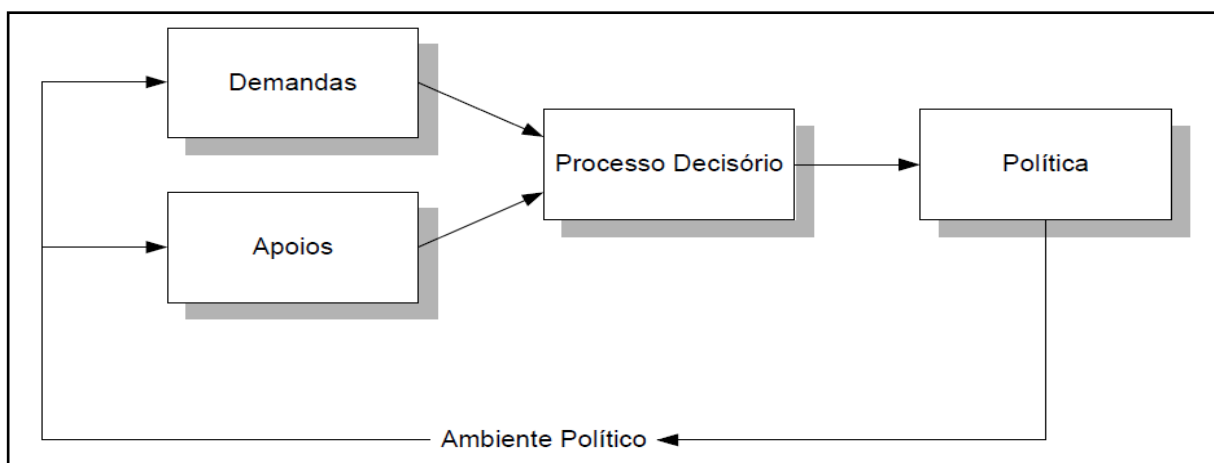 Demandas
Processo Decisório
Política
Apoios
Ambiente Político